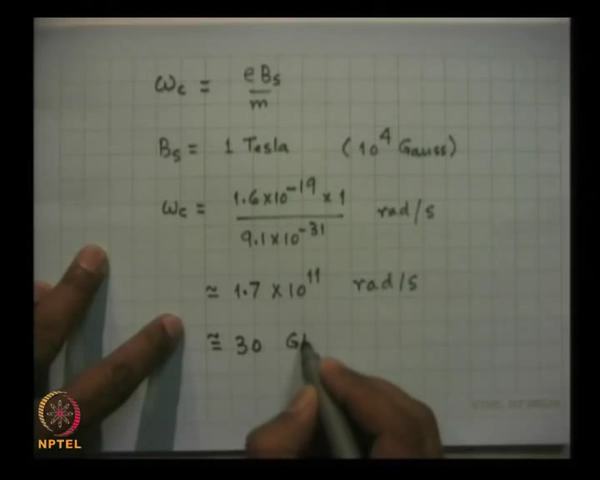 ωc = eBs/m
Bs = 1 Tesla (10^4 Gauss)
ωc = 1.6×10^-19 × 1 / 9.1×10^-31 rad/s
≃ 1.7 × 10^11 rad/s
≅ 30 G
NPTEL